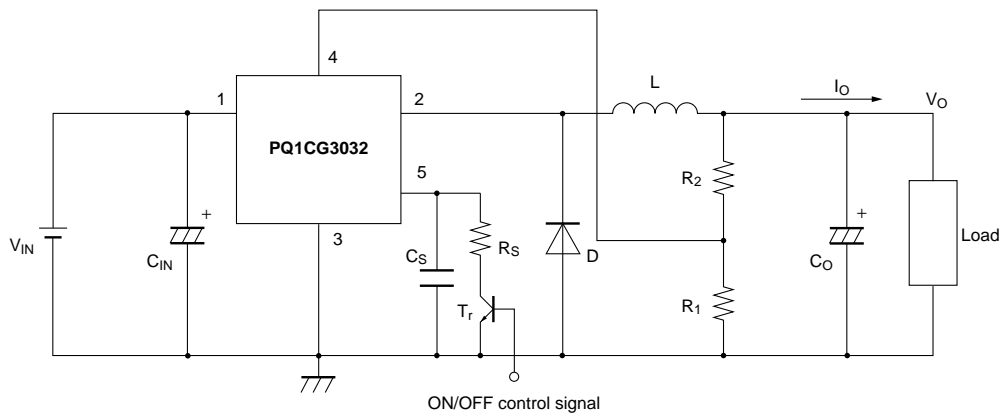 4
L
I_O
V_O
1
2
PQ1CG3032
R_2
5
+
+
3
R_S
Load
V_IN
C_IN
C_S
D
C_O
T_r
R_1
ON/OFF control signal